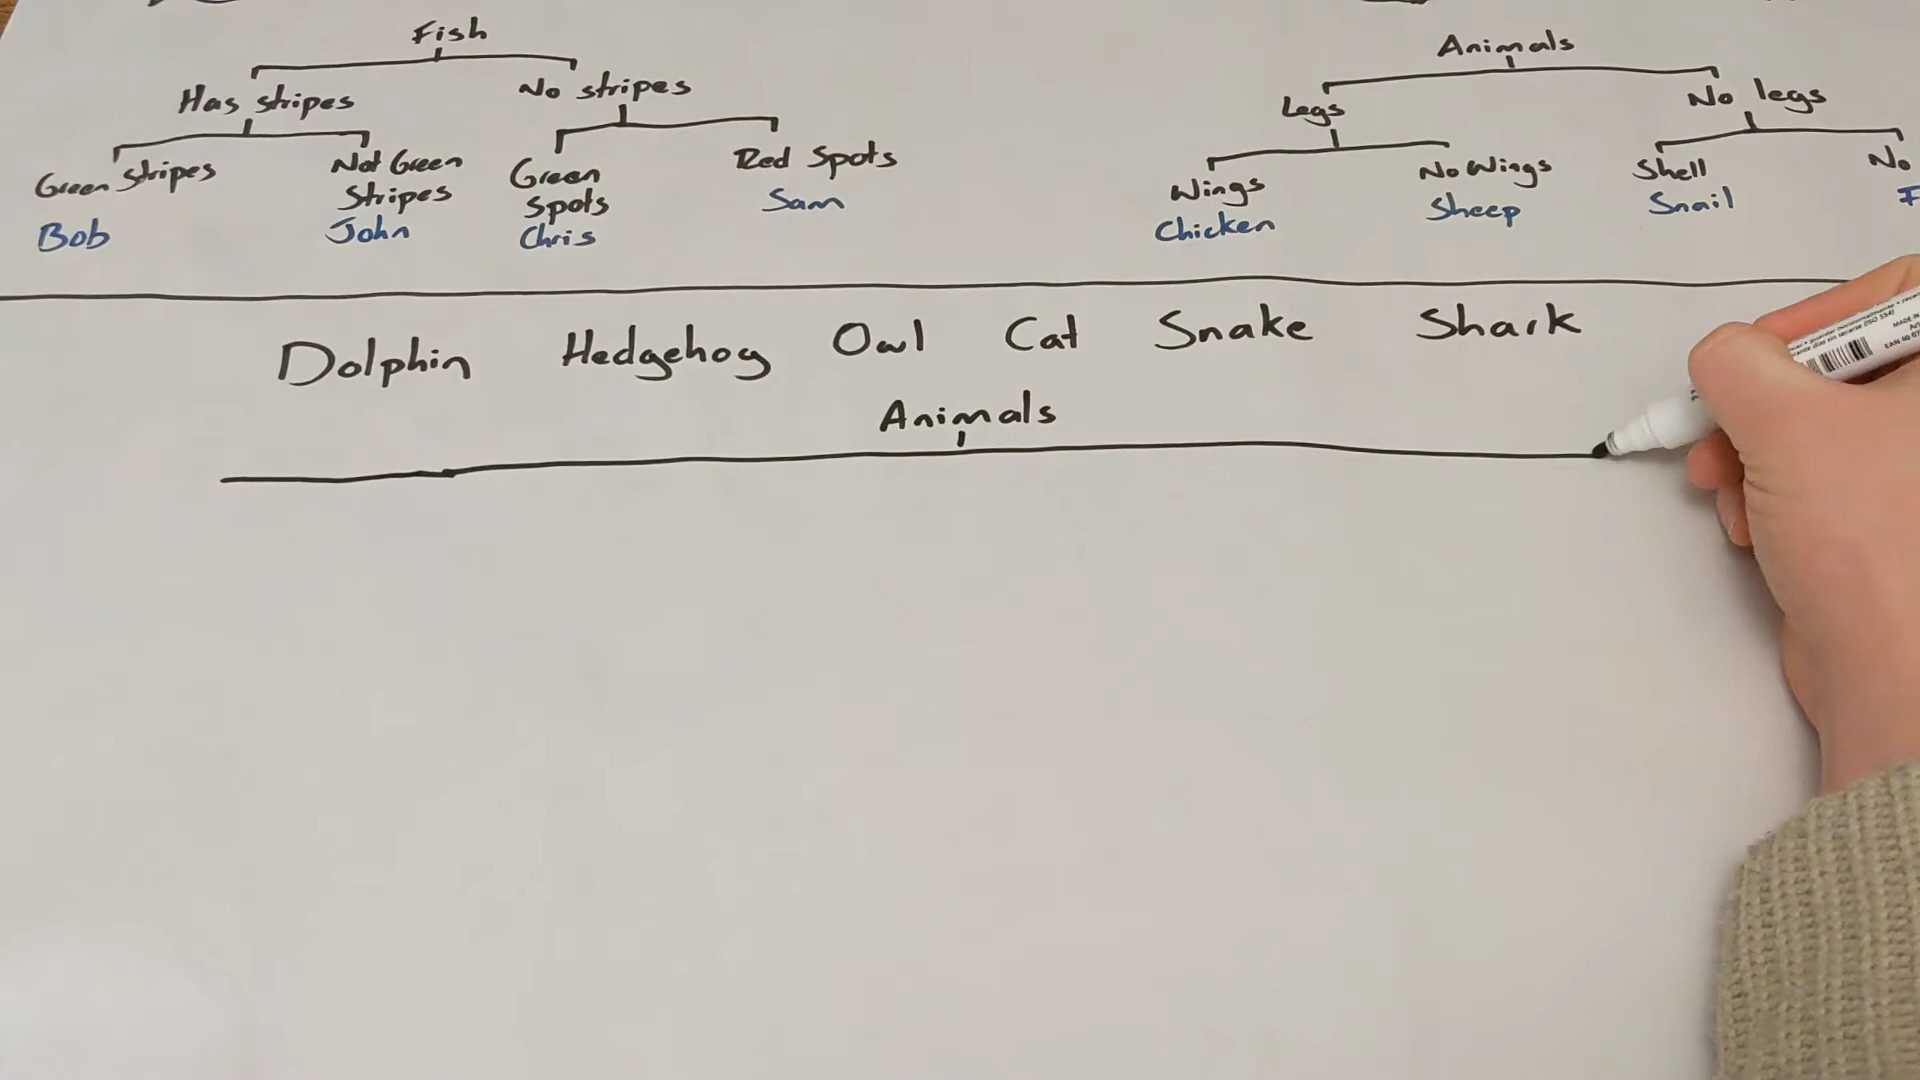 Fish
Has stripes
No stripes
Green Stripes
Not Green
Stripes
Green
Spots
Red Spots
Bob
John
Chris
Sam
Animals
Legs
No legs
Wings
No Wings
Shell
No
Chicken
Sheep
Snail
F
Dolphin Hedgehog Owl Cat Snake Shark
Animals